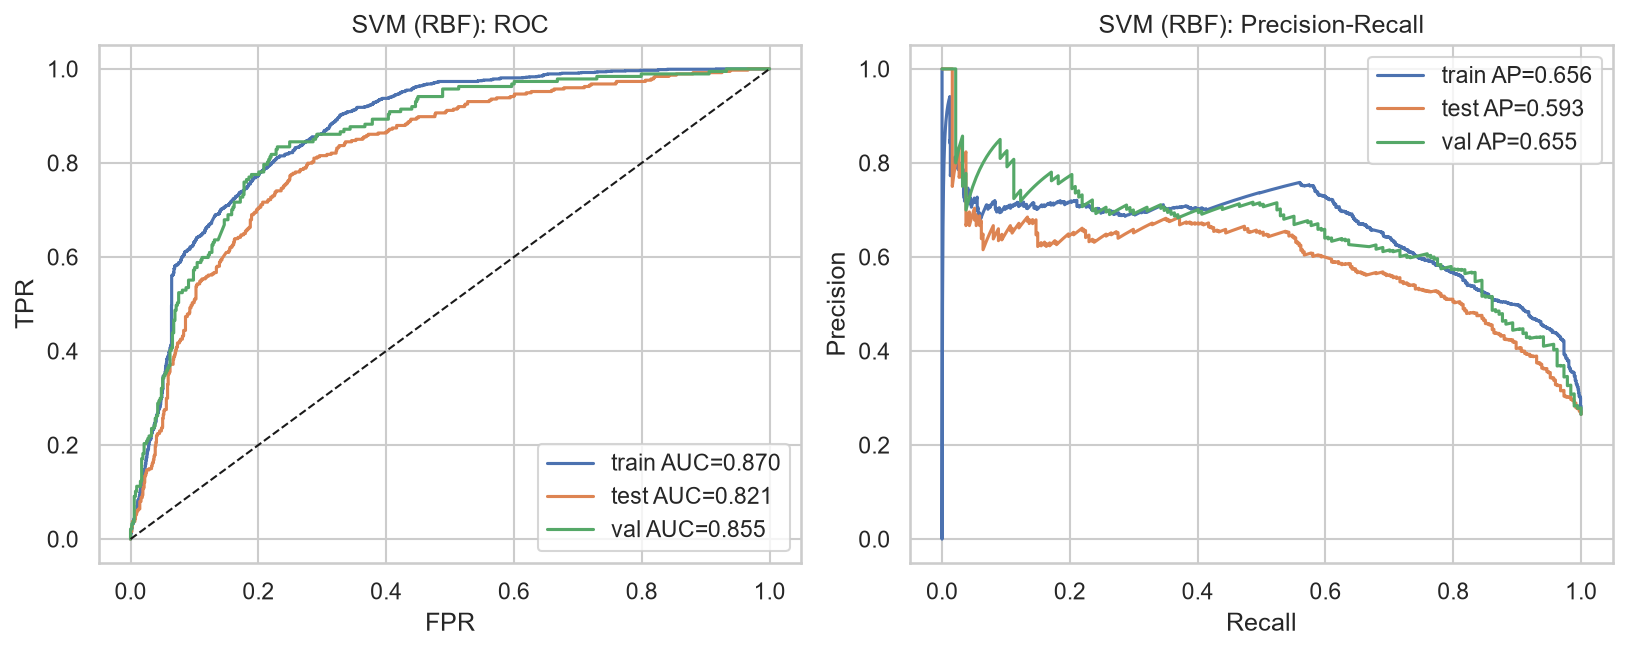 SVM (RBF): ROC
1.0
0.8
0.6
0.4
0.2
0.0
TPR
0.0 0.2 0.4 0.6 0.8 1.0
FPR
train AUC=0.870
test AUC=0.821
val AUC=0.855
SVM (RBF): Precision-Recall
1.0
0.8
0.6
0.4
0.2
0.0
Precision
0.0 0.2 0.4 0.6 0.8 1.0
Recall
train AP=0.656
test AP=0.593
val AP=0.655